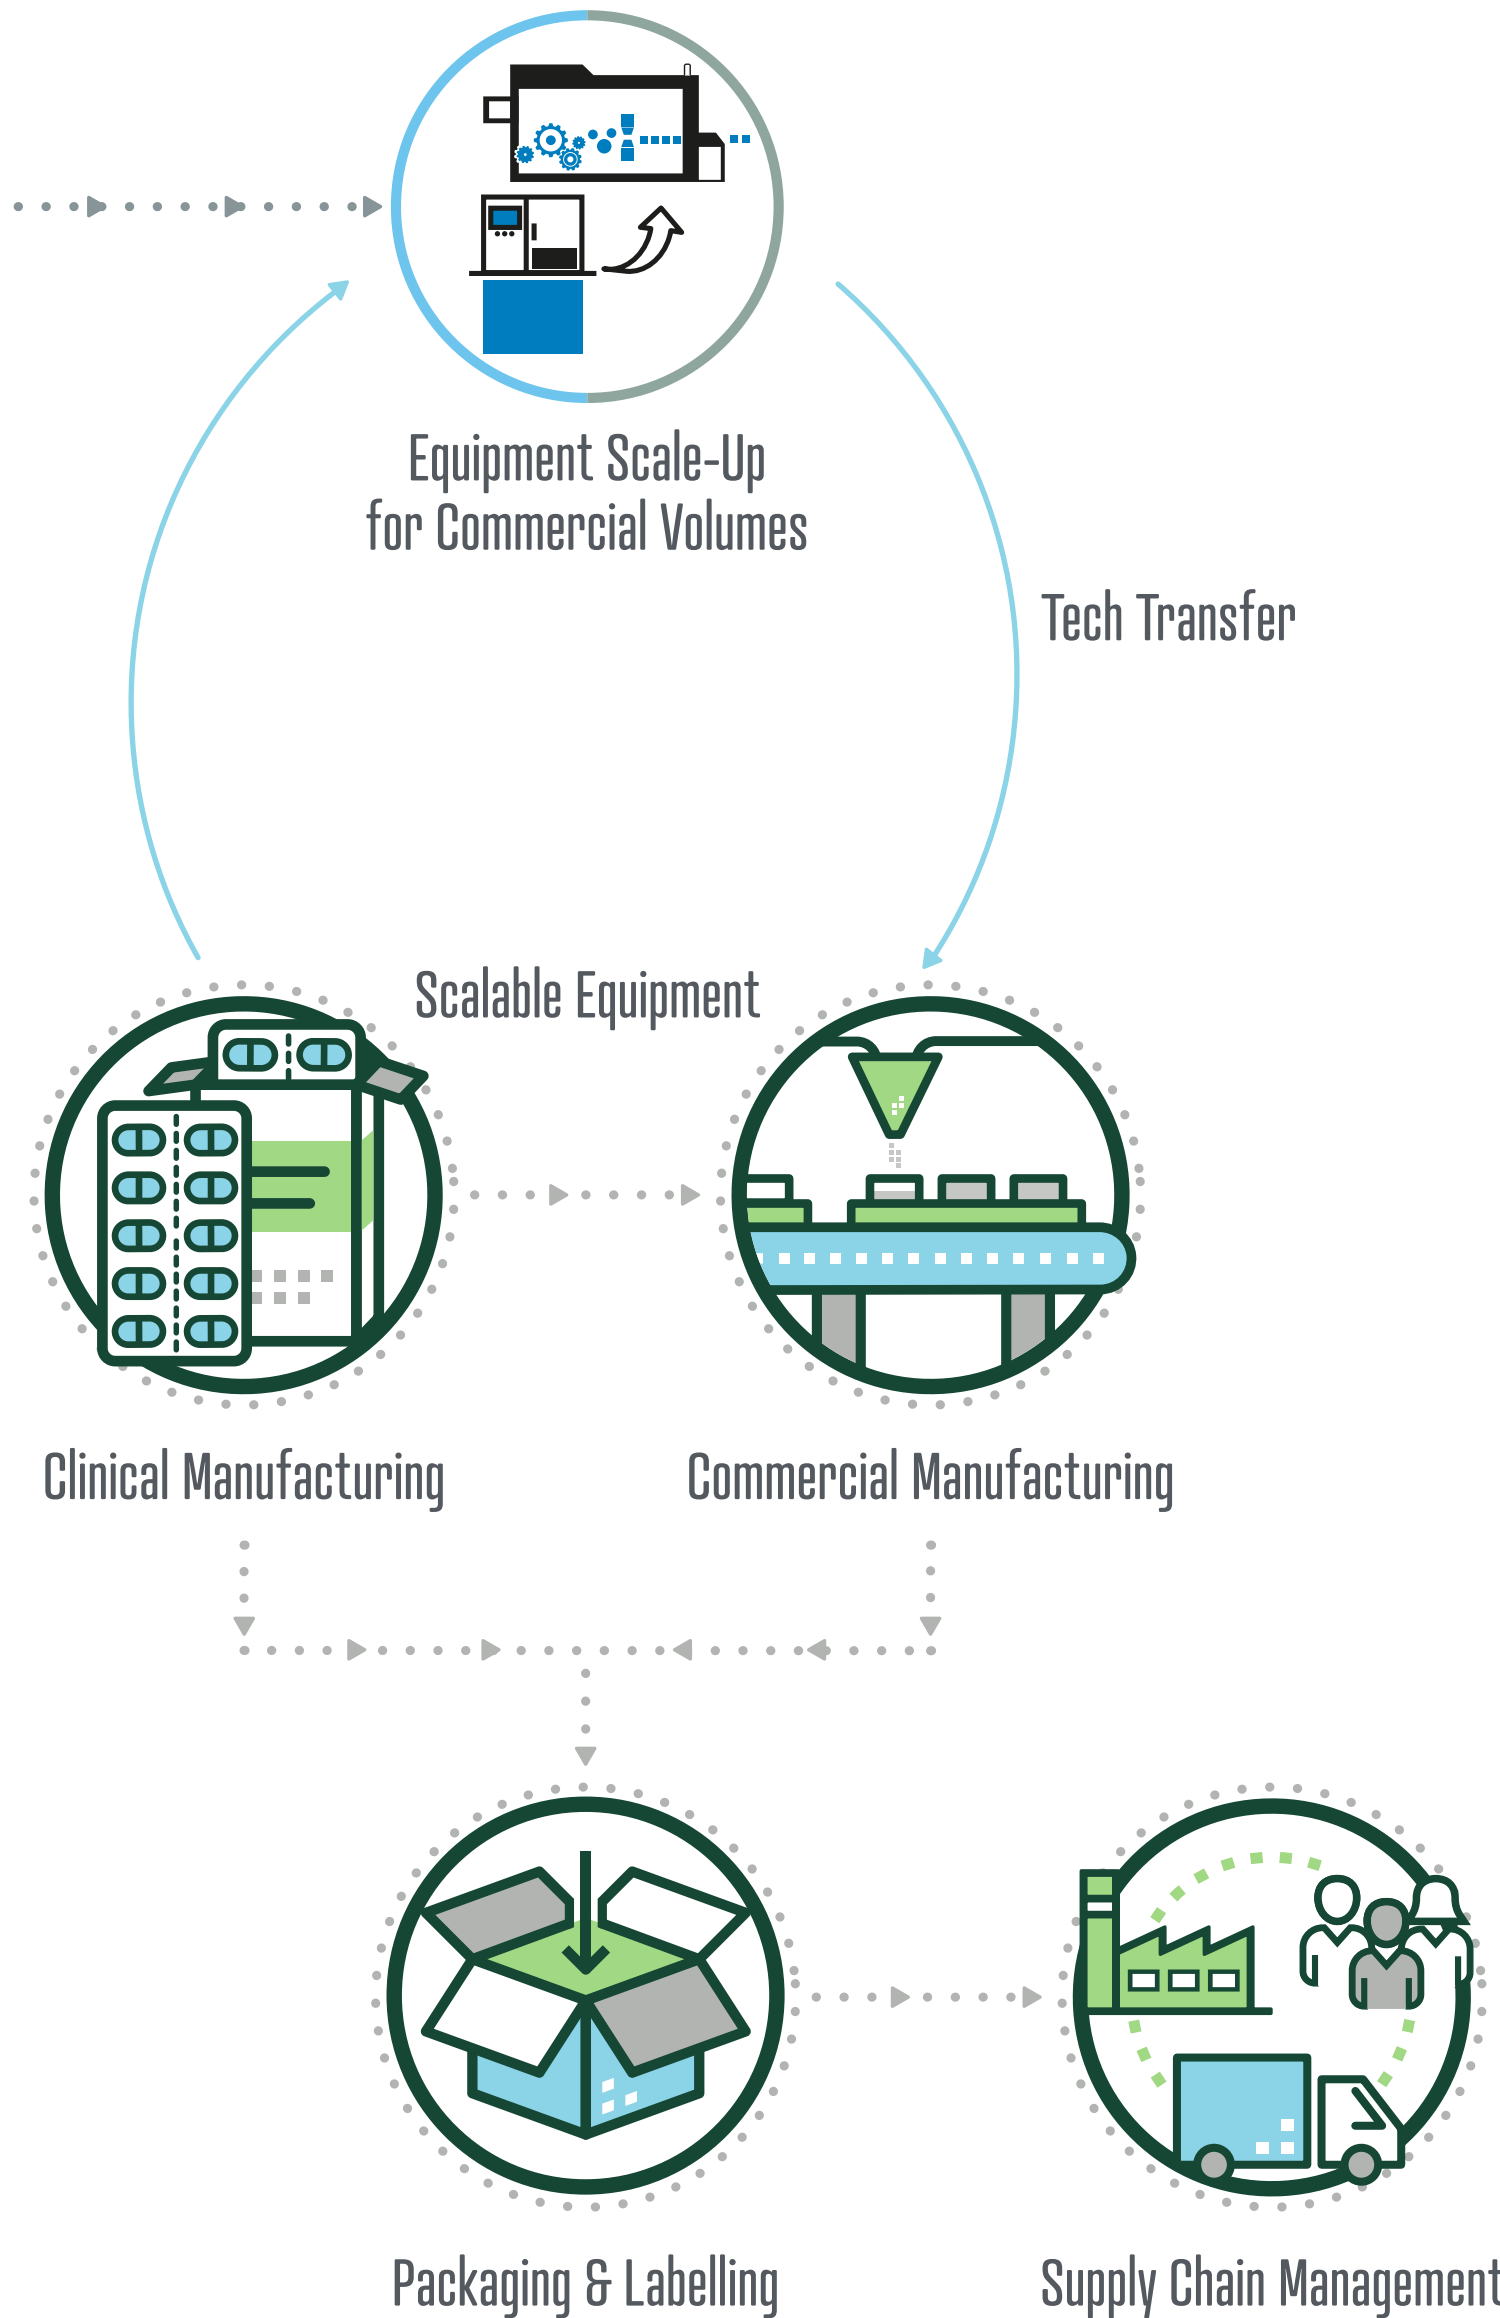 Equipment Scale-Up
for Commercial Volumes
Tech Transfer
Scalable Equipment
Clinical Manufacturing
Commercial Manufacturing
Packaging & Labelling
Supply Chain Management